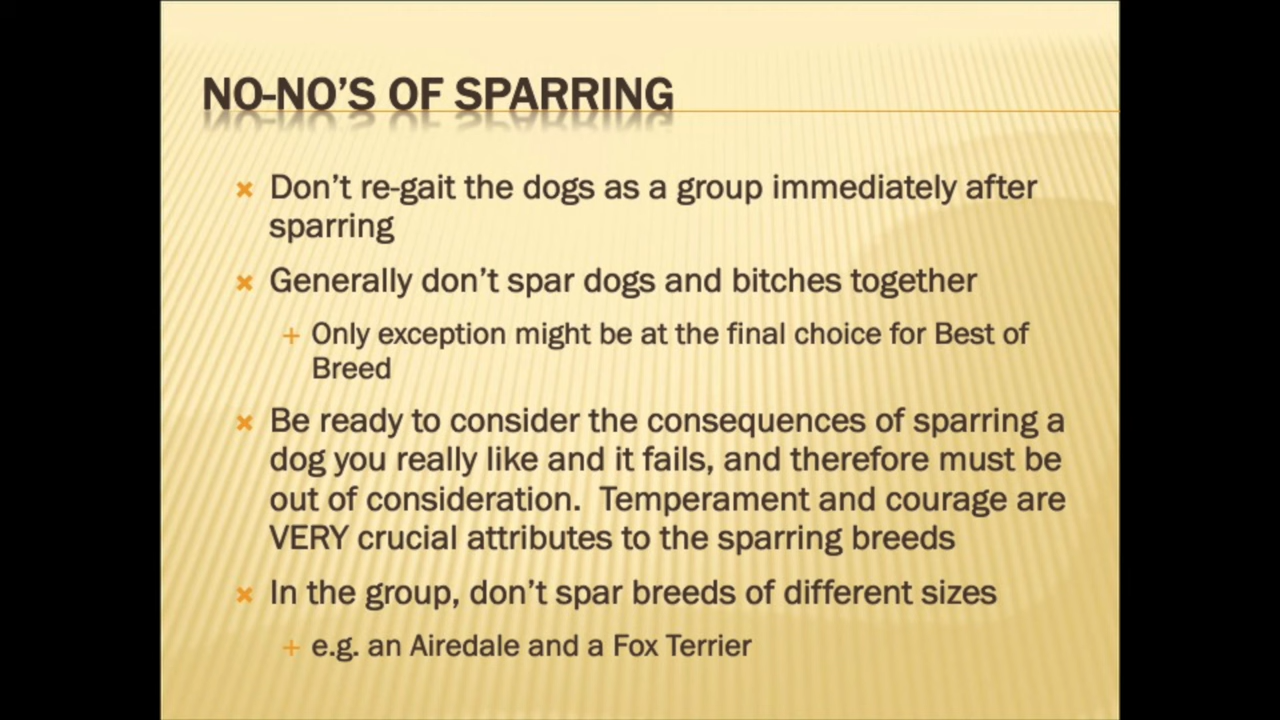 NO-NO’S OF SPARRING
Don’t re-gait the dogs as a group immediately after
sparring
Generally don’t spar dogs and bitches together
Only exception might be at the final choice for Best of
Breed
Be ready to consider the consequences of sparring a
dog you really like and it fails, and therefore must be
out of consideration.  Temperament and courage are
VERY crucial attributes to the sparring breeds
In the group, don’t spar breeds of different sizes
e.g. an Airedale and a Fox Terrier